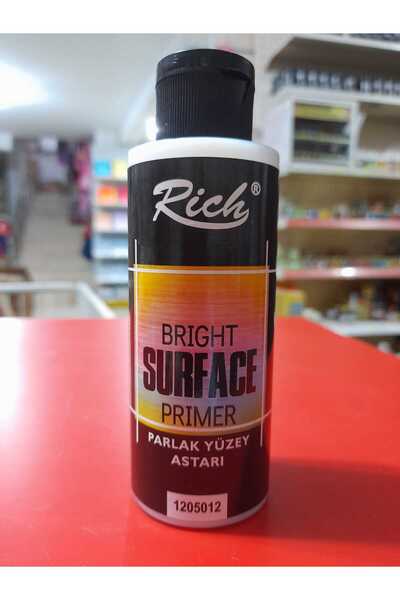 Rich®
BRIGHT
SURFACE
PRIMER
PARLAK YÜZEY
ASTARI
1205012